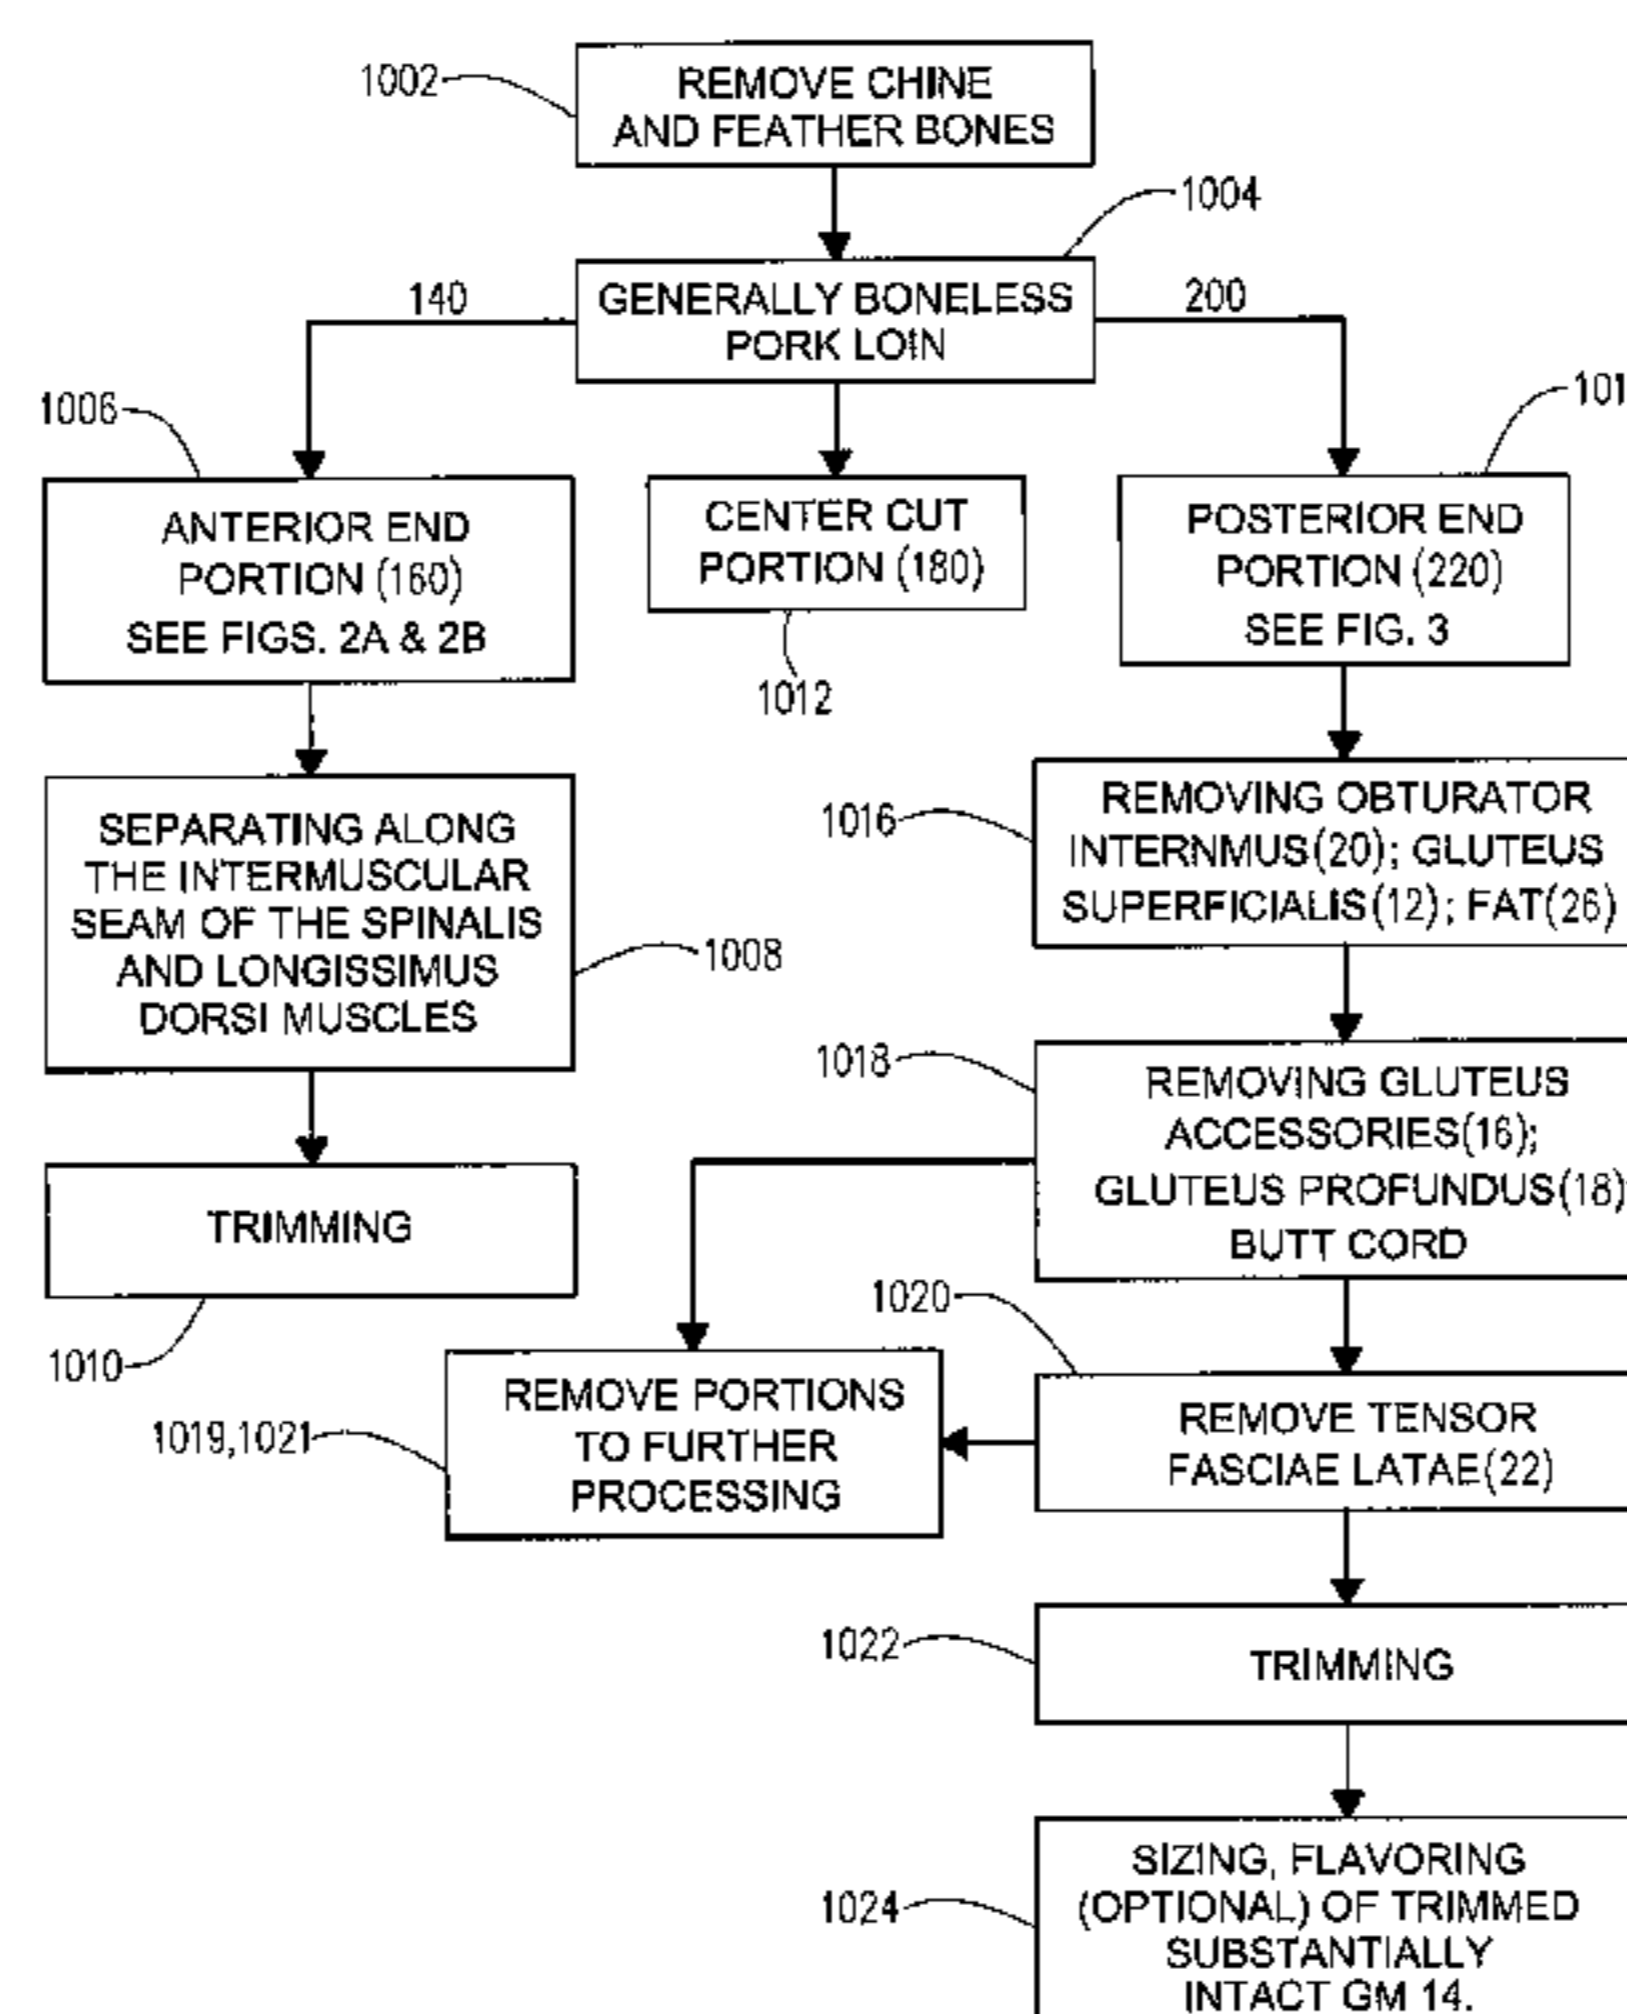 1002
REMOVE CHINE
AND FEATHER BONES
1004
140
GENERALLY BONELESS
PORK LOIN
200
1006
ANTERIOR END
PORTION (160)
SEE FIGS. 2A & 2B
CENTER CUT
PORTION (180)
1012
101
POSTERIOR END
PORTION (220)
SEE FIG. 3
SEPARATING ALONG
THE INTERMUSCULAR
SEAM OF THE SPINALIS
AND LONGISSIMUS
DORSI MUSCLES
1008
1016
REMOVING OBTURATOR
INTERNMUS(20); GLUTEUS
SUPERFICIALIS(12); FAT(26)
1018
REMOVING GLUTEUS
ACCESSORIES(16);
GLUTEUS PROFUNDUS(18)
BUTT CORD
TRIMMING
1010
1019,1021
REMOVE PORTIONS
TO FURTHER
PROCESSING
1020
REMOVE TENSOR
FASCIAE LATAE(22)
1022
TRIMMING
1024
SIZING, FLAVORING
(OPTIONAL) OF TRIMMED
SUBSTANTIALLY
INTACT GM 14.